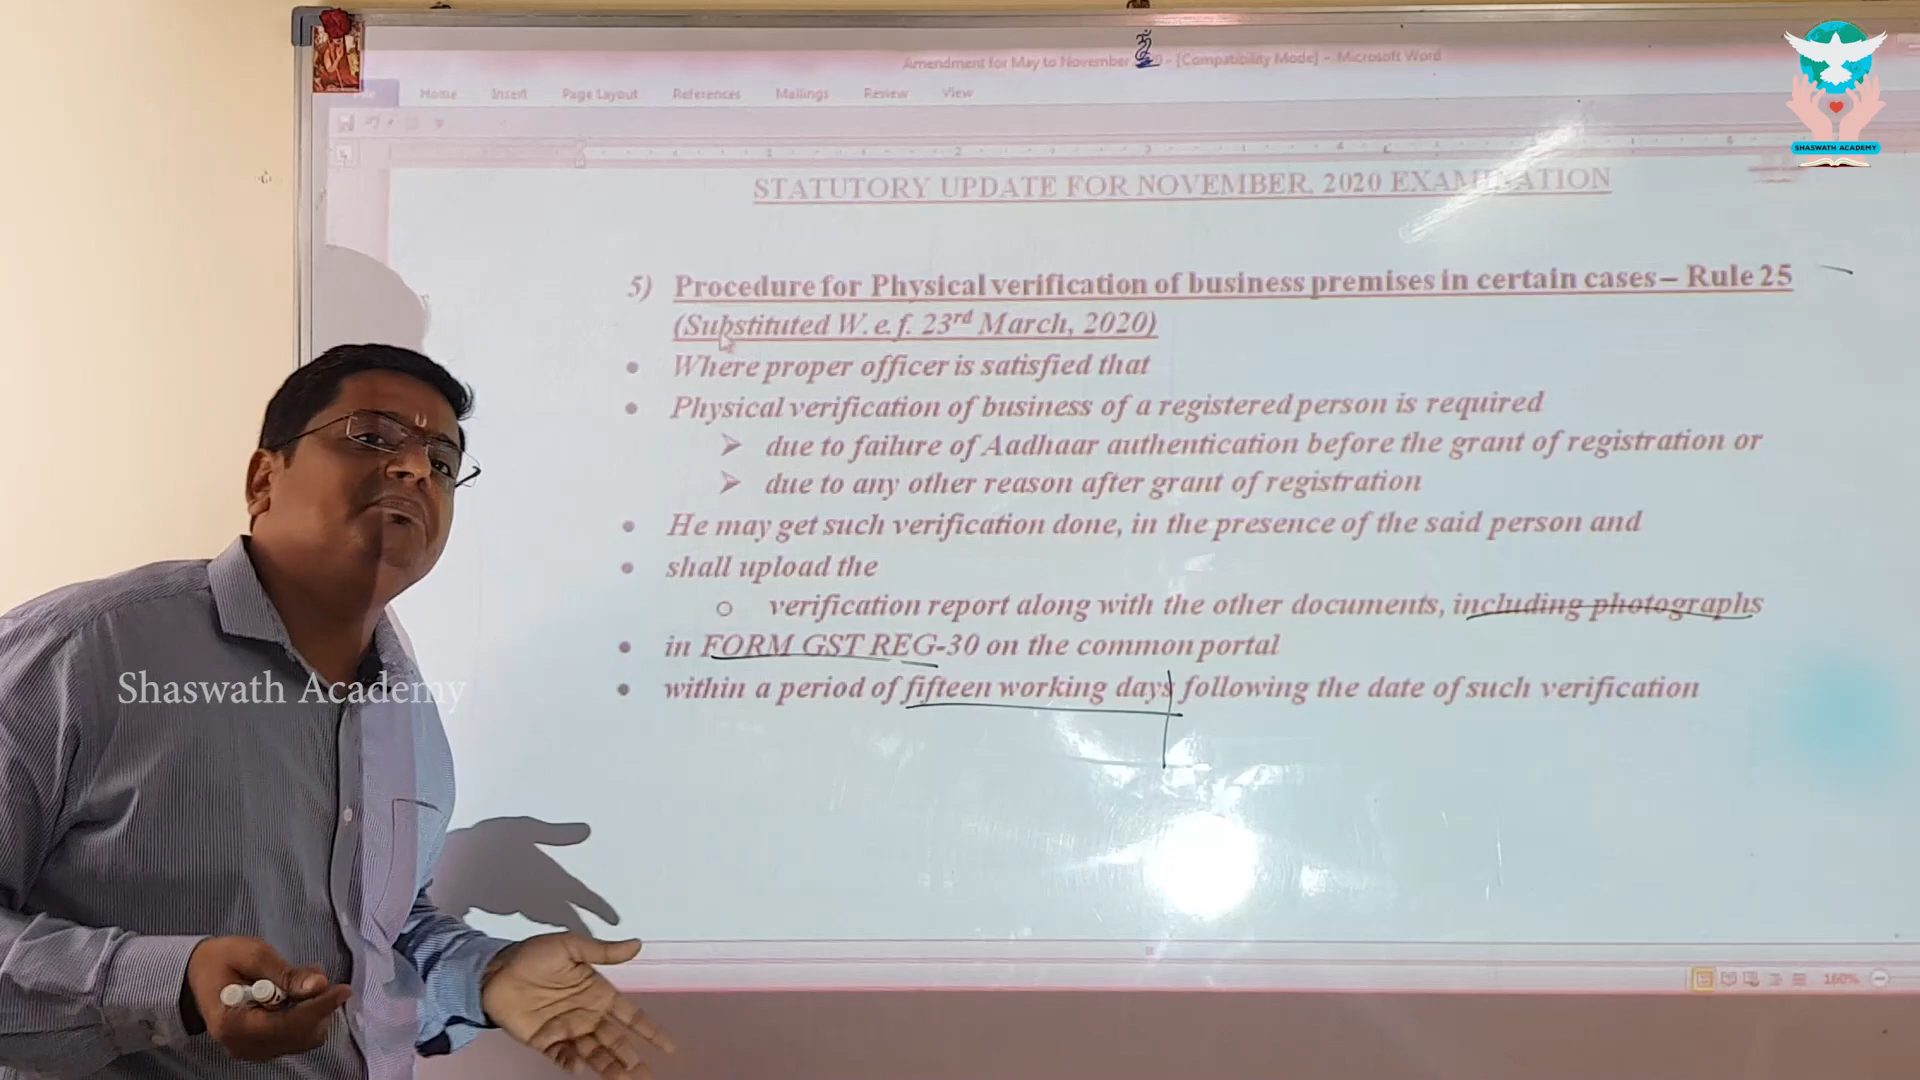 Amendment for May to November - [Compatibility Mode] - Microsoft Word
Home Insert Page Layout References Mailings Review View
SHASWATH ACADEMY
STATUTORY UPDATE FOR NOVEMBER, 2020 EXAMINATION
5) Procedure for Physical verification of business premises in certain cases – Rule 25
(Substituted W.e.f. 23rd March, 2020)
• Where proper officer is satisfied that
• Physical verification of business of a registered person is required
➢ due to failure of Aadhaar authentication before the grant of registration or
➢ due to any other reason after grant of registration
• He may get such verification done, in the presence of the said person and
• shall upload the
o verification report along with the other documents, including photographs
• in FORM GST REG-30 on the common portal
• within a period of fifteen working days following the date of such verification
Shaswath Academy
160%